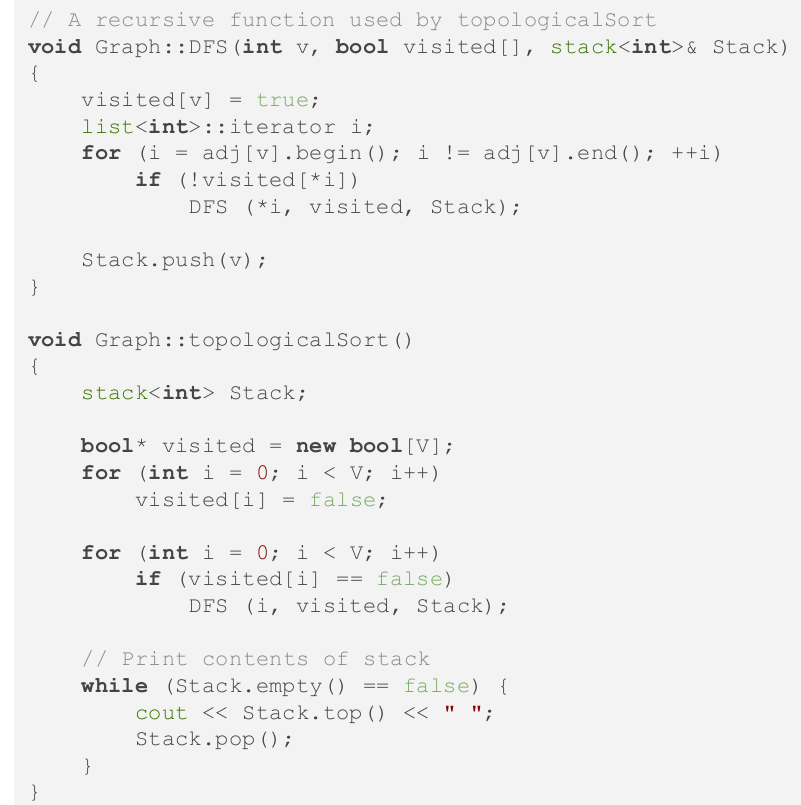 // A recursive function used by topologicalSort
void Graph::DFS(int v, bool visited[], stack<int>& Stack)
{
    visited[v] = true;
    list<int>::iterator i;
    for (i = adj[v].begin(); i != adj[v].end(); ++i)
        if (!visited[*i])
            DFS (*i, visited, Stack);

    Stack.push(v);
}

void Graph::topologicalSort()
{
    stack<int> Stack;

    bool* visited = new bool[V];
    for (int i = 0; i < V; i++)
        visited[i] = false;

    for (int i = 0; i < V; i++)
        if (visited[i] == false)
            DFS (i, visited, Stack);

    // Print contents of stack
    while (Stack.empty() == false) {
        cout << Stack.top() << " ";
        Stack.pop();
    }
}